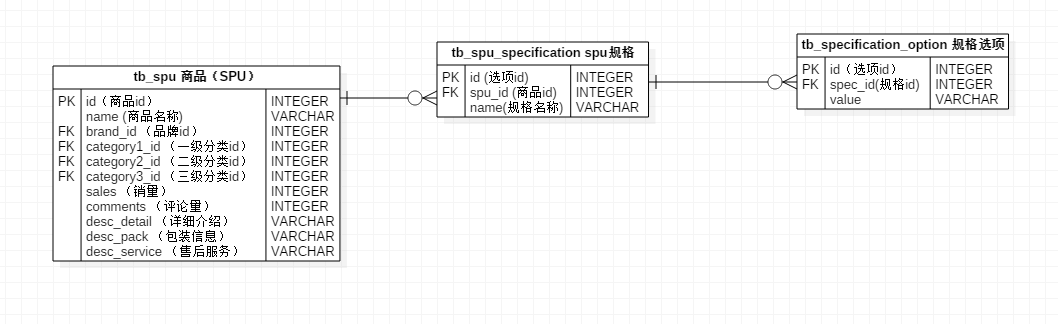 tb_spu 商品（SPU）
PK id（商品id） INTEGER
name (商品名称) VARCHAR
FK brand_id （品牌id） INTEGER
FK category1_id （一级分类id） INTEGER
FK category2_id （二级分类id） INTEGER
FK category3_id （三级分类id） INTEGER
sales （销量） INTEGER
comments （评论量） INTEGER
desc_detail （详细介绍） VARCHAR
desc_pack （包装信息） VARCHAR
desc_service （售后服务） VARCHAR
tb_spu_specification spu规格
PK id (选项id) INTEGER
FK spu_id (商品id) INTEGER
name(规格名称) VARCHAR
tb_specification_option 规格选项
PK id（选项id） INTEGER
FK spec_id(规格id) INTEGER
value VARCHAR